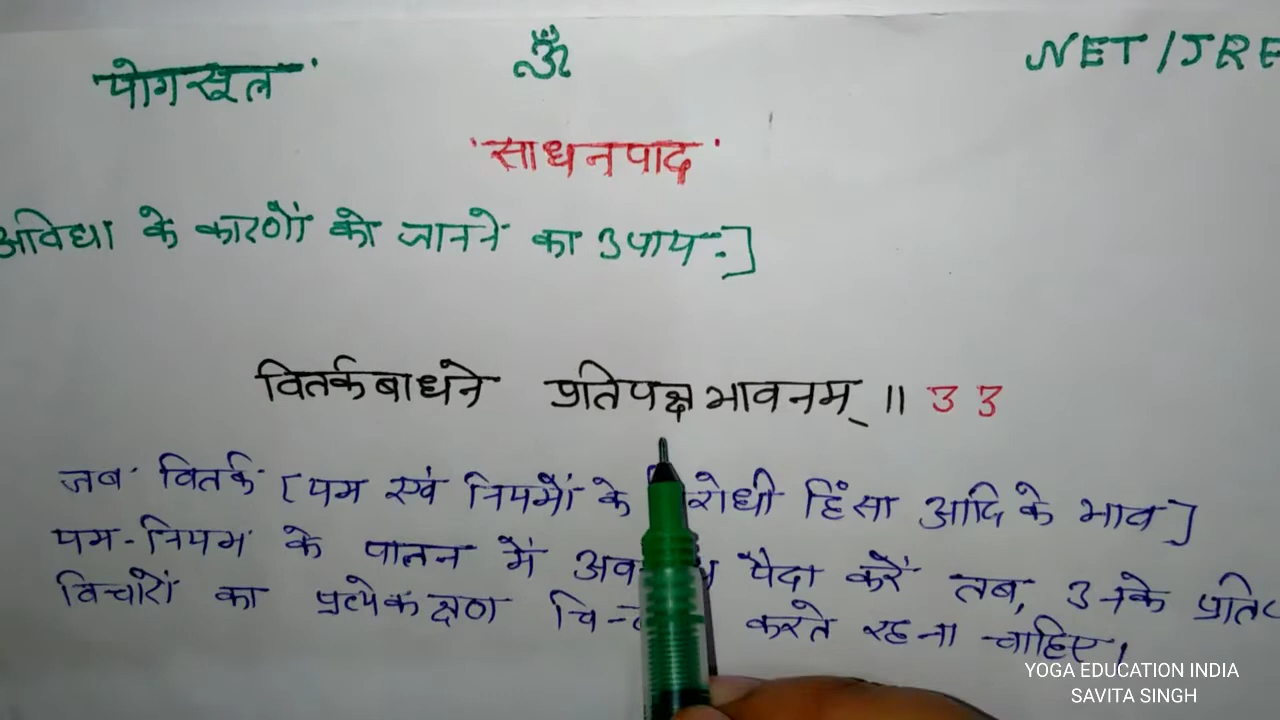 योगसूत्र ॐ NET/JRF
'साधनपाद'
अविद्या के कारणों को जानने का उपाय:-]
वितर्कबाधने प्रतिपक्षभावनम् ॥ 33
जब वितर्क [यम एवं नियमों के हिंसा आदि के भाव]
यम-नियम के पालन में पैदा करें तब, उनके
विचारों का प्रत्येक क्षण करते रहना चाहिए।
YOGA EDUCATION INDIA
SAVITA SINGH